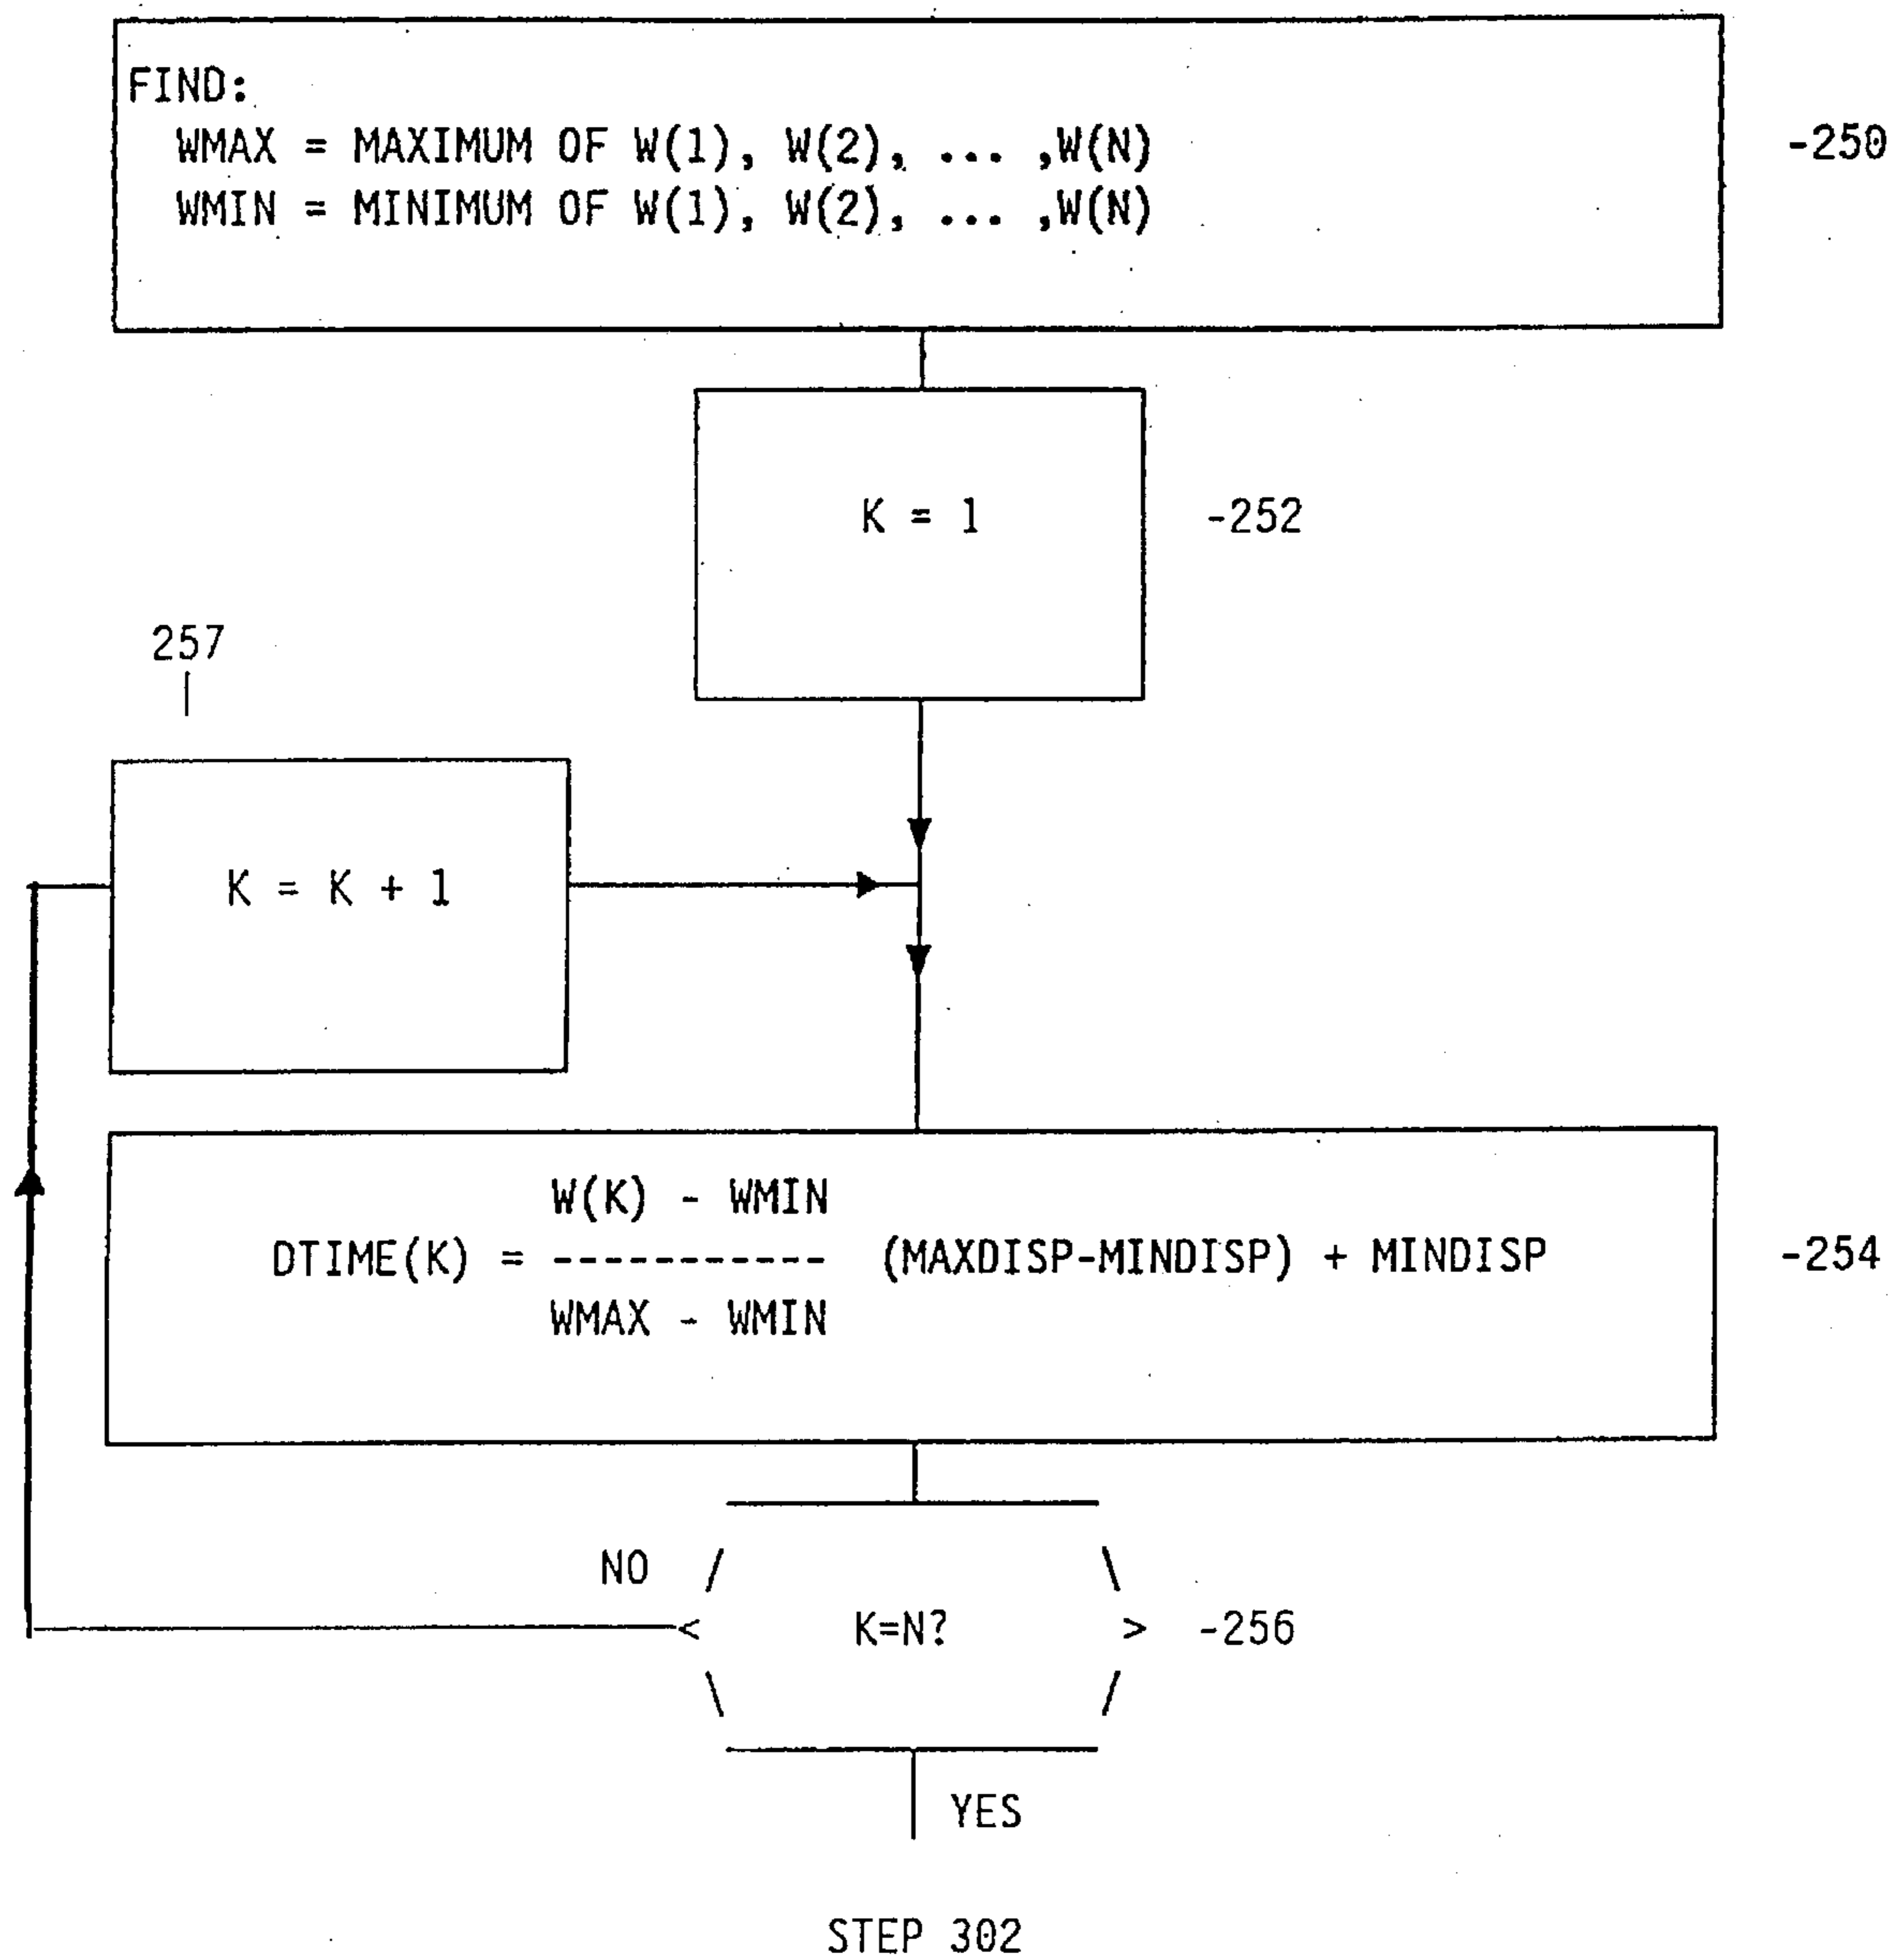 FIND:
WMAX = MAXIMUM OF W(1), W(2), ... ,W(N)
-250
WMIN = MINIMUM OF W(1), W(2), ... ,W(N)
K = 1
-252
257
K = K + 1
W(K) - WMIN
DTIME(K) = ----------- (MAXDISP-MINDISP) + MINDISP
-254
WMAX - WMIN
NO
K=N?
-256
YES
STEP 302